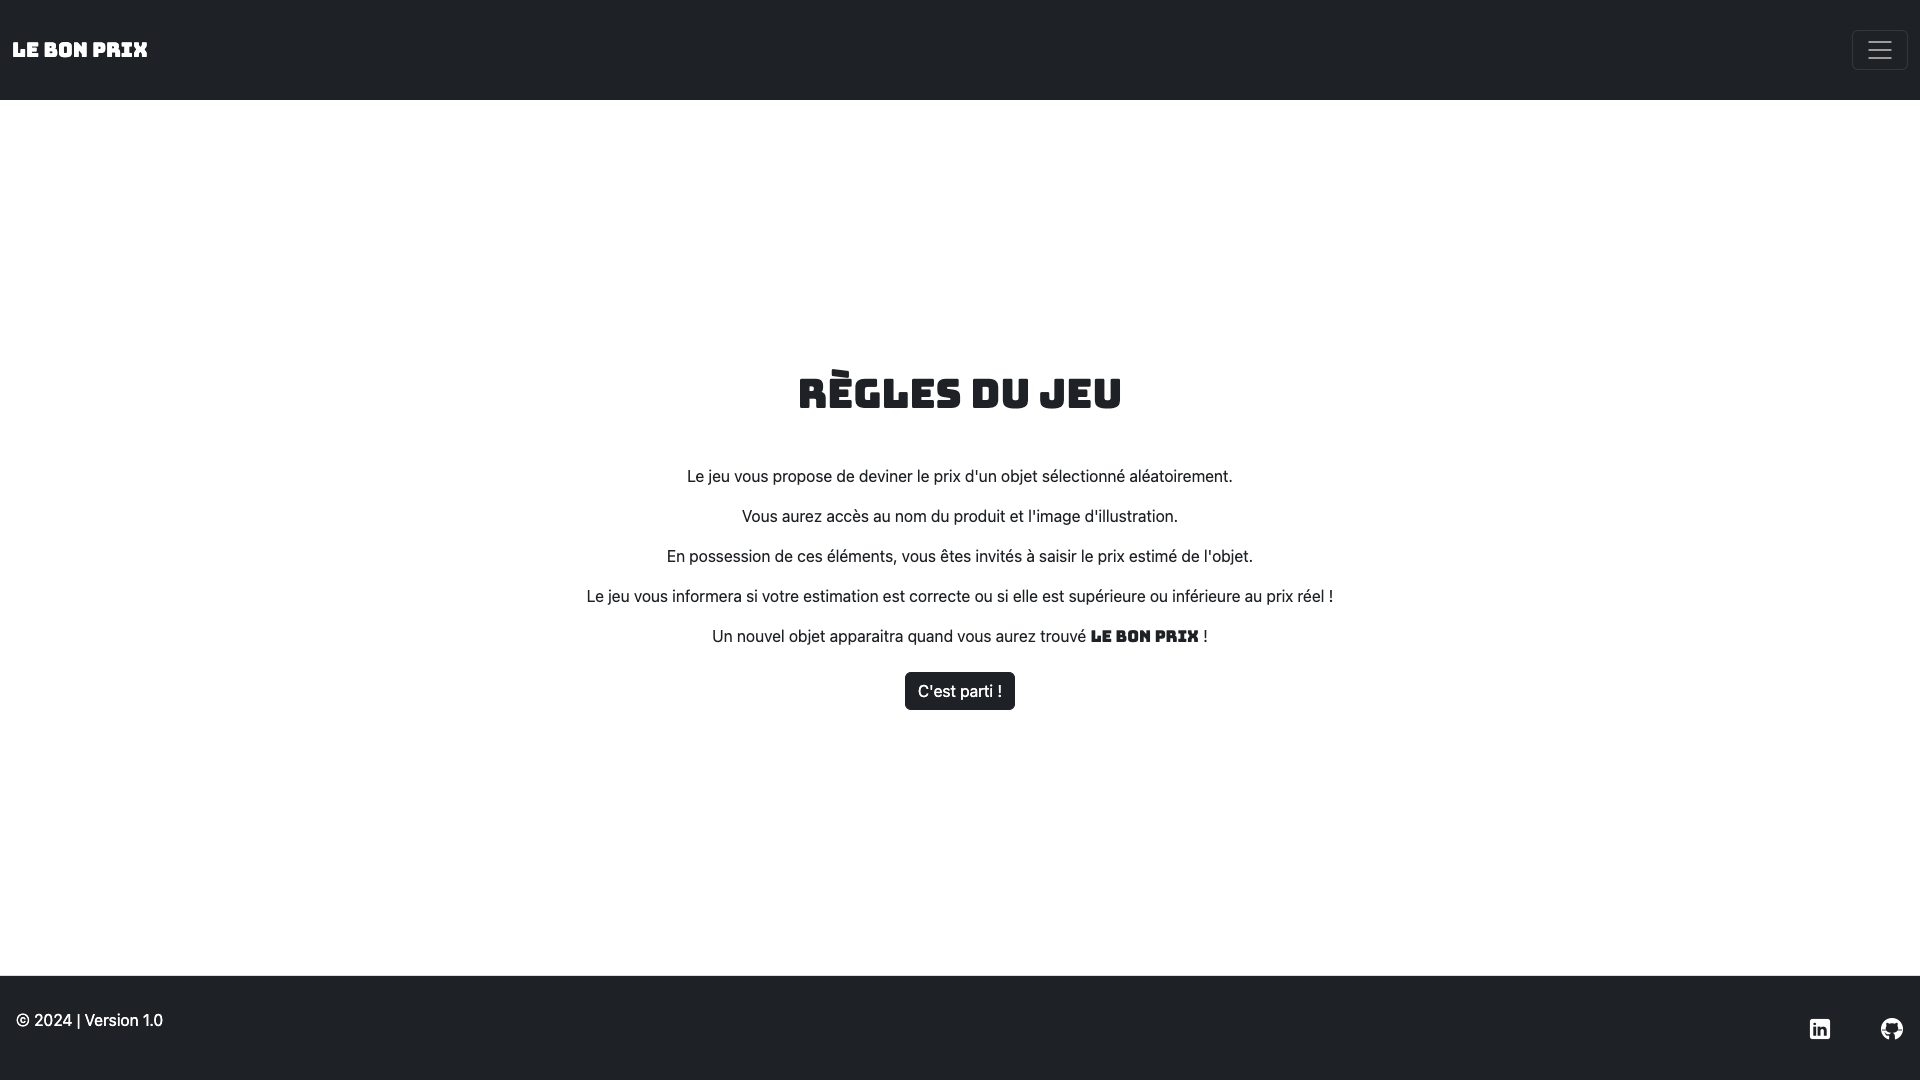 LE BON PRIX
RÈGLES DU JEU
Le jeu vous propose de deviner le prix d'un objet sélectionné aléatoirement.
Vous aurez accès au nom du produit et l'image d'illustration.
En possession de ces éléments, vous êtes invités à saisir le prix estimé de l'objet.
Le jeu vous informera si votre estimation est correcte ou si elle est supérieure ou inférieure au prix réel !
Un nouvel objet apparaitra quand vous aurez trouvé LE BON PRIX !
C'est parti !
© 2024 | Version 1.0